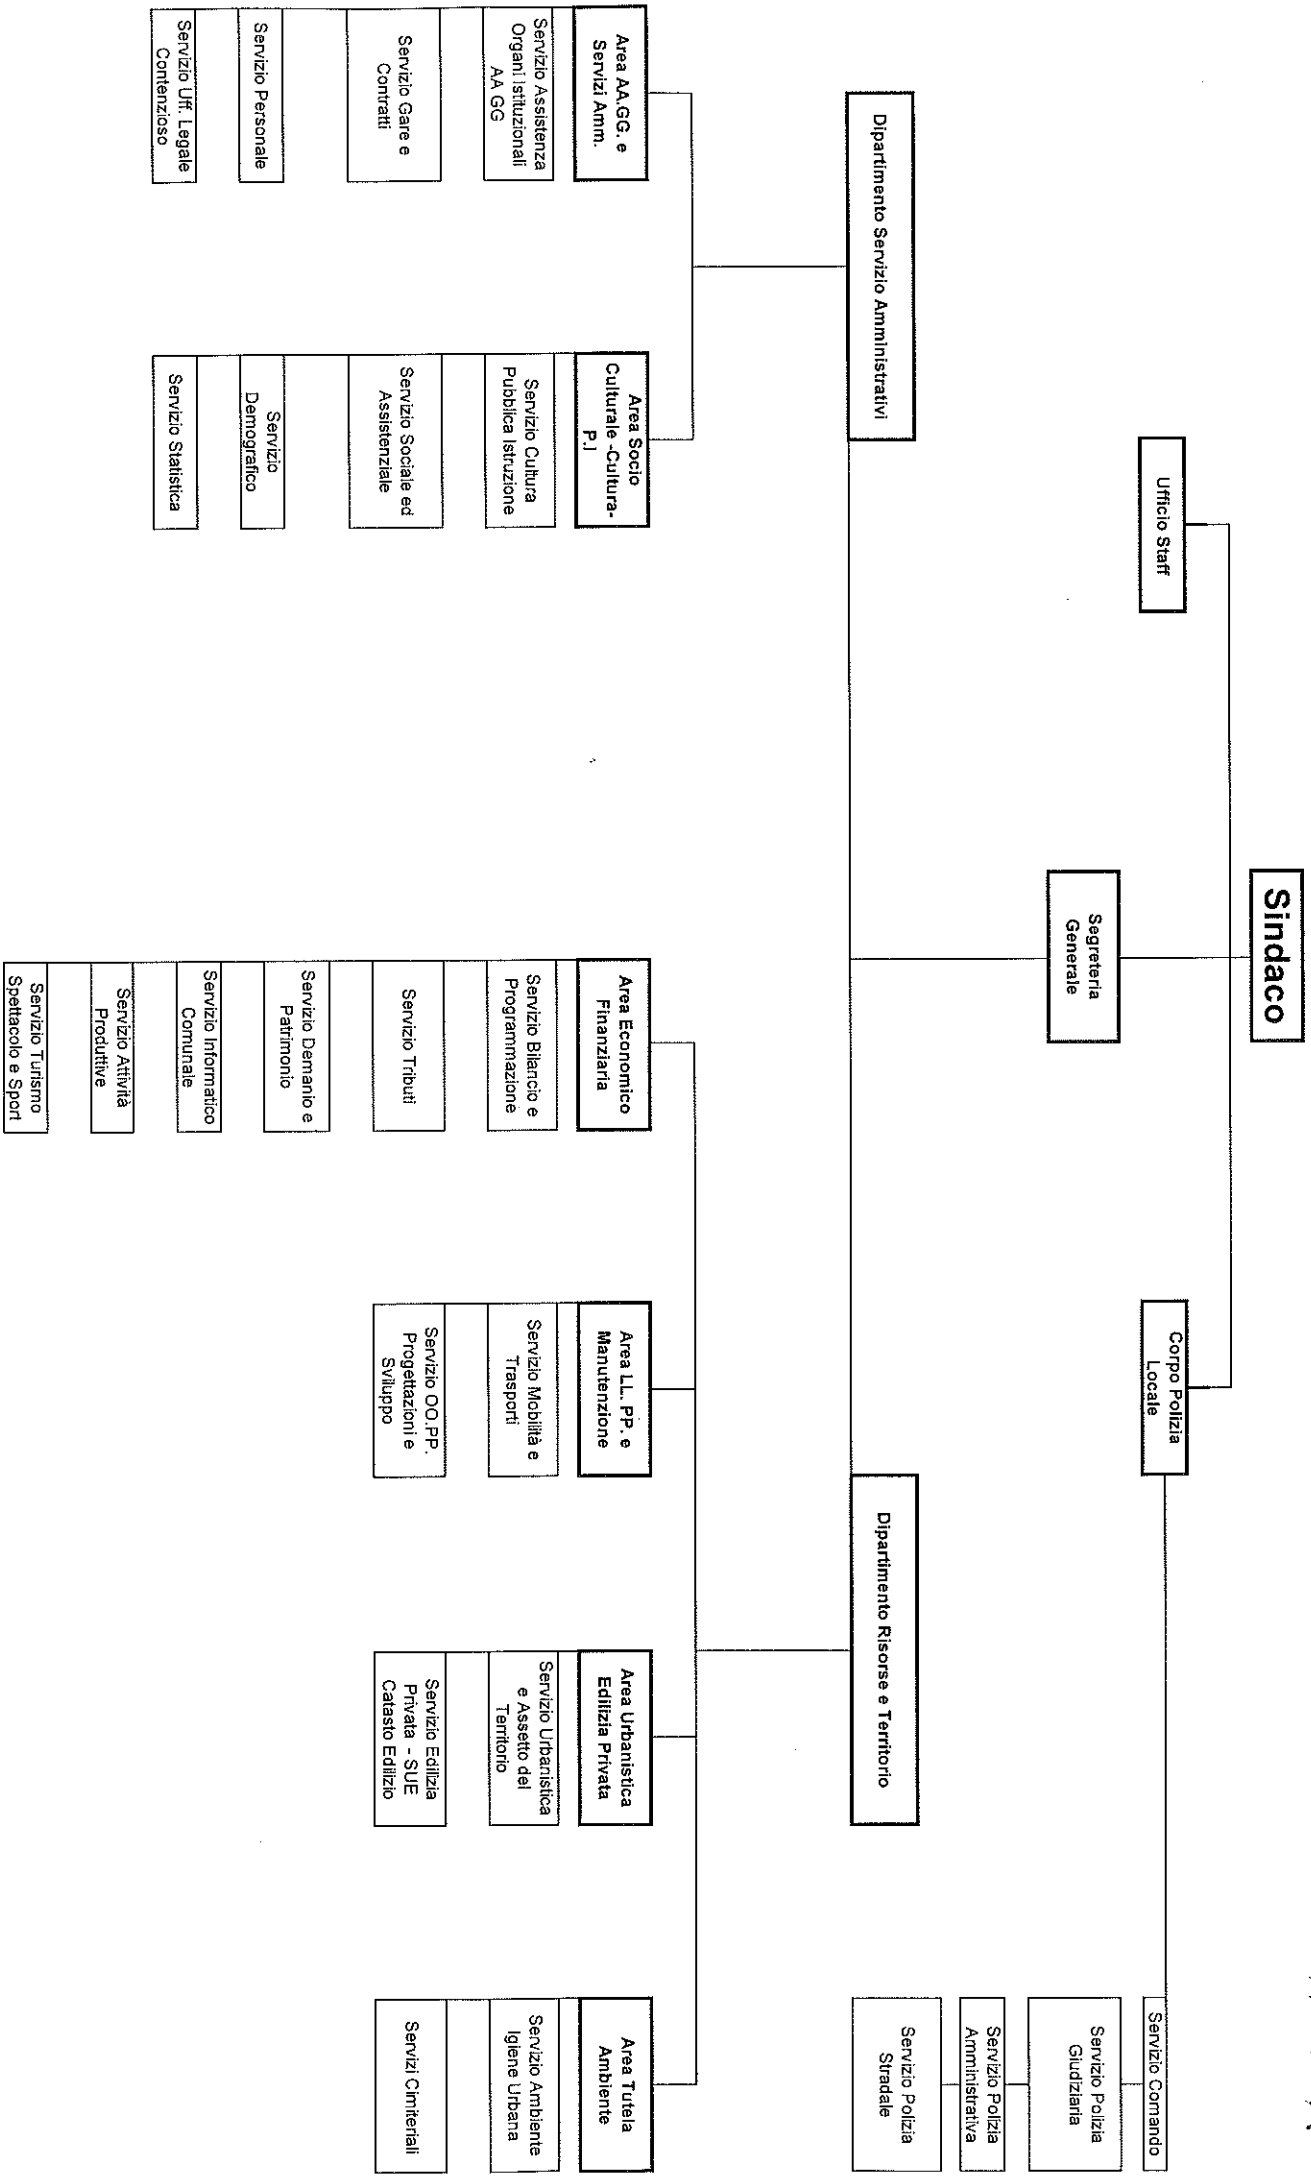 Sindaco
Ufficio Staff
Segreteria
Generale
Corpo Polizia
Locale
Servizio Comando
Servizio Polizia
Giudiziaria
Servizio Polizia
Amministrativa
Servizio Polizia
Stradale
Dipartimento Servizio Amministrativi
Dipartimento Risorse e Territorio
Area AA.GG. e
Servizi Amm.
Servizio Assistenza
Organi Istituzionali
AA GG
Servizio Gare e
Contratti
Servizio Personale
Servizio Uff. Legale
Contenzioso
Area Socio
Culturale -Cultura-
P.I
Servizio Cultura
Pubblica Istruzione
Servizio Sociale ed
Assistenziale
Servizio
Demografico
Servizio Statistica
Area Economico
Finanziaria
Servizio Bilancio e
Programmazione
Servizio Tributi
Servizio Demanio e
Patrimonio
Servizio Informatico
Comunale
Servizio Attività
Produttive
Servizio Turismo
Spettacolo e Sport
Area LL. PP. e
Manutenzione
Servizio Mobilità e
Trasporti
Servizio OO.PP.
Progettazioni e
Sviluppo
Area Urbanistica
Edilizia Privata
Servizio Urbanistica
e Assetto del
Territorio
Servizio Edilizia
Privata - SUE
Catasto Edilizio
Area Tutela
Ambiente
Servizio Ambiente
Igiene Urbana
Servizi Cimiteriali